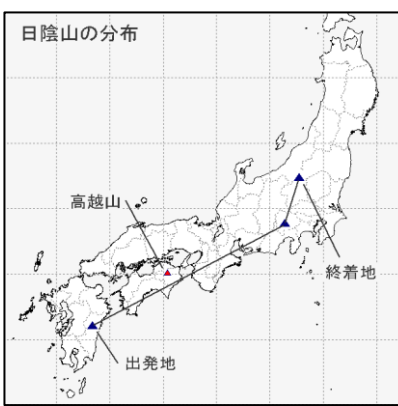 日陰山の分布
高越山
終着地
出発地